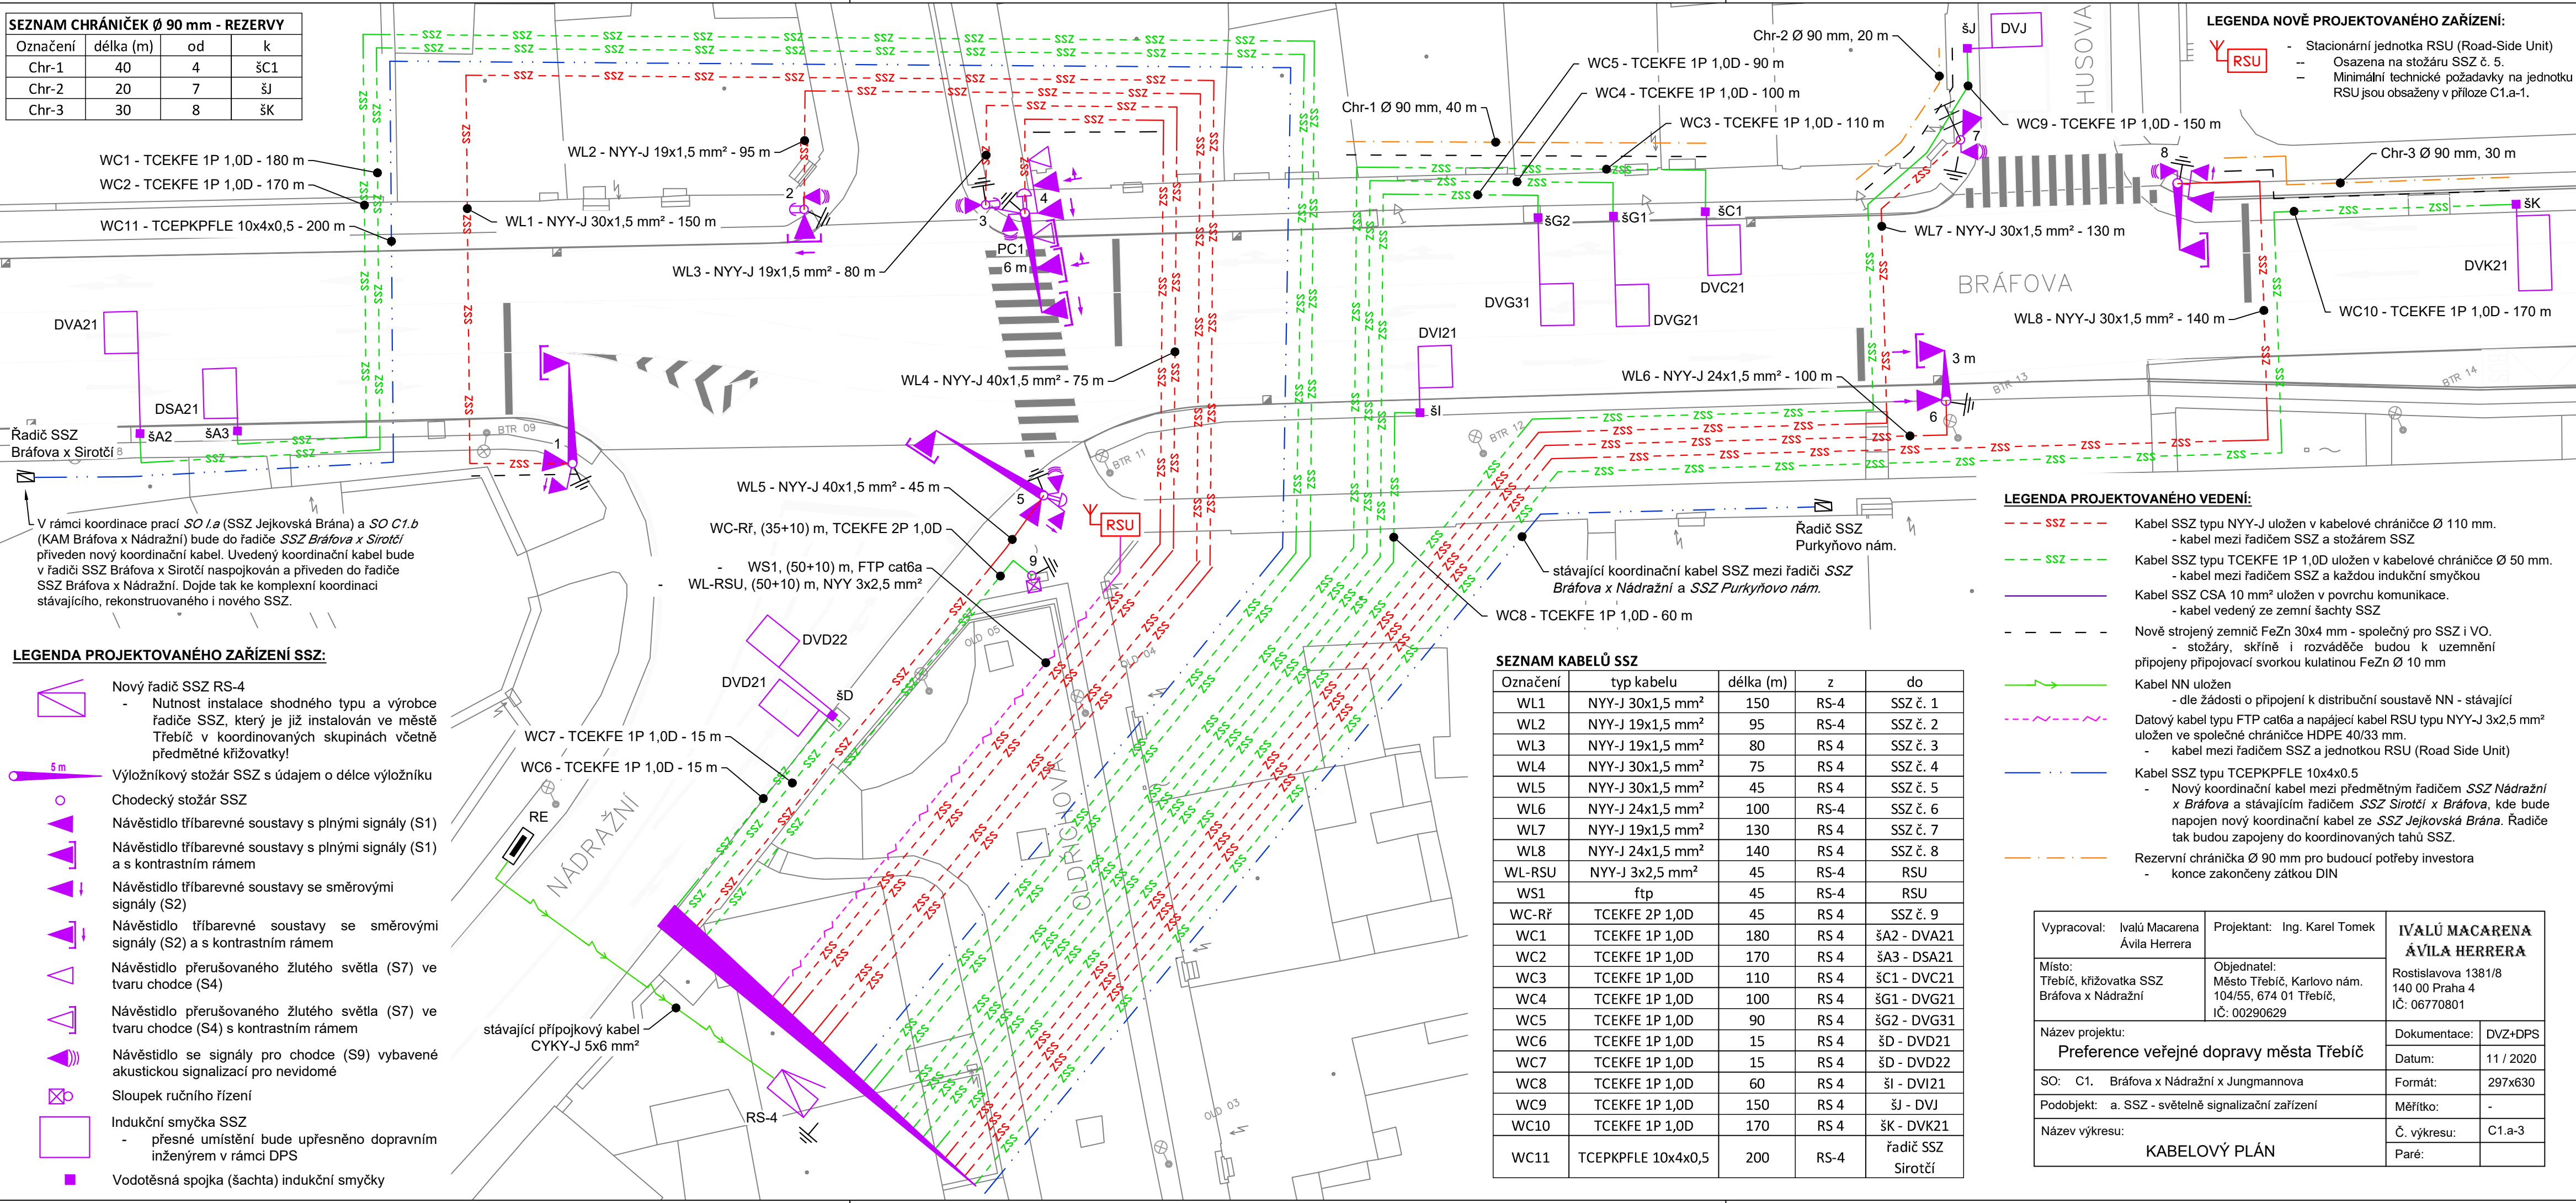 SEZNAM CHRÁNIČEK Ø 90 mm - REZERVY
Označení délka (m) od k
Chr-1 40 4 šC1
Chr-2 20 7 šJ
Chr-3 30 8 šK
WC1 - TCEKFE 1P 1,0D - 180 m
WC2 - TCEKFE 1P 1,0D - 170 m
WC11 - TCEPKPFLE 10x4x0,5 - 200 m
WL1 - NYY-J 30x1,5 mm² - 150 m
WL2 - NYY-J 19x1,5 mm² - 95 m
WL3 - NYY-J 19x1,5 mm² - 80 m
WL4 - NYY-J 40x1,5 mm² - 75 m
2
3
4
PC1
6 m
Chr-1 Ø 90 mm, 40 m
WC5 - TCEKFE 1P 1,0D - 90 m
WC4 - TCEKFE 1P 1,0D - 100 m
WC3 - TCEKFE 1P 1,0D - 110 m
Chr-2 Ø 90 mm, 20 m
šJ
DVJ
HUSOVA
WC9 - TCEKFE 1P 1,0D - 150 m
7
8
Chr-3 Ø 90 mm, 30 m
WL7 - NYY-J 30x1,5 mm² - 130 m
BRÁFOVA
WL8 - NYY-J 30x1,5 mm² - 140 m
WC10 - TCEKFE 1P 1,0D - 170 m
šK
DVK21
šG2
šG1
šC1
DVG31
DVG21
DVC21
DVI21
šI
WL6 - NYY-J 24x1,5 mm² - 100 m
3 m
6
BTR 13
BTR 14
BTR 12
BTR 11
BTR 09
DVA21
DSA21
šA2
šA3
1
Řadič SSZ
Bráfova x Sirotčí
V rámci koordinace prací SO I.a (SSZ Jejkovská Brána) a SO C1.b
(KAM Bráfova x Nádražní) bude do řadiče SSZ Bráfova x Sirotčí
přiveden nový koordinační kabel. Uvedený koordinační kabel bude
v řadiči SSZ Bráfova x Sirotčí naspojkován a přiveden do řadiče
SSZ Bráfova x Nádražní. Dojde tak ke komplexní koordinaci
stávajícího, rekonstruovaného i nového SSZ.
WL5 - NYY-J 40x1,5 mm² - 45 m
WC-Rř, (35+10) m, TCEKFE 2P 1,0D
- WS1, (50+10) m, FTP cat6a
- WL-RSU, (50+10) m, NYY 3x2,5 mm²
5
9
RSU
Řadič SSZ
Purkyňovo nám.
stávající koordinační kabel SSZ mezi řadiči SSZ
Bráfova x Nádražní a SSZ Purkyňovo nám.
WC8 - TCEKFE 1P 1,0D - 60 m
DVD22
DVD21
šD
OLD 05
OLD 04
OLD 03
WC7 - TCEKFE 1P 1,0D - 15 m
WC6 - TCEKFE 1P 1,0D - 15 m
RE
NÁDRAŽNÍ
OLDŘICHOVA
stávající přípojkový kabel
CYKY-J 5x6 mm²
RS-4
LEGENDA PROJEKTOVANÉHO ZAŘÍZENÍ SSZ:
Nový řadič SSZ RS-4
- Nutnost instalace shodného typu a výrobce
řadiče SSZ, který je již instalován ve městě
Třebíč v koordinovaných skupinách včetně
předmětné křižovatky!
5 m
Výložníkový stožár SSZ s údajem o délce výložníku
Chodecký stožár SSZ
Návěstidlo tříbarevné soustavy s plnými signály (S1)
Návěstidlo tříbarevné soustavy s plnými signály (S1)
a s kontrastním rámem
Návěstidlo tříbarevné soustavy se směrovými
signály (S2)
Návěstidlo tříbarevné soustavy se směrovými
signály (S2) a s kontrastním rámem
Návěstidlo přerušovaného žlutého světla (S7) ve
tvaru chodce (S4)
Návěstidlo přerušovaného žlutého světla (S7) ve
tvaru chodce (S4) s kontrastním rámem
Návěstidlo se signály pro chodce (S9) vybavené
akustickou signalizací pro nevidomé
Sloupek ručního řízení
Indukční smyčka SSZ
- přesné umístění bude upřesněno dopravním
inženýrem v rámci DPS
Vodotěsná spojka (šachta) indukční smyčky
SEZNAM KABELŮ SSZ
Označení typ kabelu délka (m) z do
WL1 NYY-J 30x1,5 mm² 150 RS-4 SSZ č. 1
WL2 NYY-J 19x1,5 mm² 95 RS-4 SSZ č. 2
WL3 NYY-J 19x1,5 mm² 80 RS 4 SSZ č. 3
WL4 NYY-J 30x1,5 mm² 75 RS 4 SSZ č. 4
WL5 NYY-J 30x1,5 mm² 45 RS 4 SSZ č. 5
WL6 NYY-J 24x1,5 mm² 100 RS-4 SSZ č. 6
WL7 NYY-J 19x1,5 mm² 130 RS 4 SSZ č. 7
WL8 NYY-J 24x1,5 mm² 140 RS 4 SSZ č. 8
WL-RSU NYY-J 3x2,5 mm² 45 RS-4 RSU
WS1 ftp 45 RS-4 RSU
WC-Rř TCEKFE 2P 1,0D 45 RS 4 SSZ č. 9
WC1 TCEKFE 1P 1,0D 180 RS 4 šA2 - DVA21
WC2 TCEKFE 1P 1,0D 170 RS 4 šA3 - DSA21
WC3 TCEKFE 1P 1,0D 110 RS 4 šC1 - DVC21
WC4 TCEKFE 1P 1,0D 100 RS 4 šG1 - DVG21
WC5 TCEKFE 1P 1,0D 90 RS 4 šG2 - DVG31
WC6 TCEKFE 1P 1,0D 15 RS 4 šD - DVD21
WC7 TCEKFE 1P 1,0D 15 RS 4 šD - DVD22
WC8 TCEKFE 1P 1,0D 60 RS 4 šI - DVI21
WC9 TCEKFE 1P 1,0D 150 RS 4 šJ - DVJ
WC10 TCEKFE 1P 1,0D 170 RS 4 šK - DVK21
WC11 TCEPKPFLE 10x4x0,5 200 RS-4 řadič SSZ
Sirotčí
LEGENDA NOVĚ PROJEKTOVANÉHO ZAŘÍZENÍ:
RSU
- Stacionární jednotka RSU (Road-Side Unit)
-- Osazena na stožáru SSZ č. 5.
– Minimální technické požadavky na jednotku
RSU jsou obsaženy v příloze C1.a-1.
LEGENDA PROJEKTOVANÉHO VEDENÍ:
SSZ
Kabel SSZ typu NYY-J uložen v kabelové chráničce Ø 110 mm.
- kabel mezi řadičem SSZ a stožárem SSZ
SSZ
Kabel SSZ typu TCEKFE 1P 1,0D uložen v kabelové chráničce Ø 50 mm.
- kabel mezi řadičem SSZ a každou indukční smyčkou
Kabel SSZ CSA 10 mm² uložen v povrchu komunikace.
- kabel vedený ze zemní šachty SSZ
Nově strojený zemnič FeZn 30x4 mm - společný pro SSZ i VO.
- stožáry, skříně i rozváděče budou k uzemnění
připojeny připojovací svorkou kulatinou FeZn Ø 10 mm
Kabel NN uložen
- dle žádosti o připojení k distribuční soustavě NN - stávající
Datový kabel typu FTP cat6a a napájecí kabel RSU typu NYY-J 3x2,5 mm²
uložen ve společné chráničce HDPE 40/33 mm.
- kabel mezi řadičem SSZ a jednotkou RSU (Road Side Unit)
Kabel SSZ typu TCEPKPFLE 10x4x0.5
- Nový koordinační kabel mezi předmětným řadičem SSZ Nádražní
x Bráfova a stávajícím řadičem SSZ Sirotčí x Bráfova, kde bude
napojen nový koordinační kabel ze SSZ Jejkovská Brána. Řadiče
tak budou zapojeny do koordinovaných tahů SSZ.
Rezervní chránička Ø 90 mm pro budoucí potřeby investora
- konce zakončeny zátkou DIN
Vypracoval: Ivalú Macarena
Ávila Herrera
Projektant: Ing. Karel Tomek
IVALÚ MACARENA
ÁVILA HERRERA
Rostislavova 1381/8
140 00 Praha 4
IČ: 06770801
Místo:
Třebíč, křižovatka SSZ
Bráfova x Nádražní
Objednatel:
Město Třebíč, Karlovo nám.
104/55, 674 01 Třebíč,
IČ: 00290629
Název projektu:
Preference veřejné dopravy města Třebíč
Dokumentace: DVZ+DPS
Datum: 11 / 2020
SO: C1. Bráfova x Nádražní x Jungmannova
Formát: 297x630
Podobjekt: a. SSZ - světelně signalizační zařízení
Měřítko: -
Název výkresu:
KABELOVÝ PLÁN
Č. výkresu: C1.a-3
Paré: